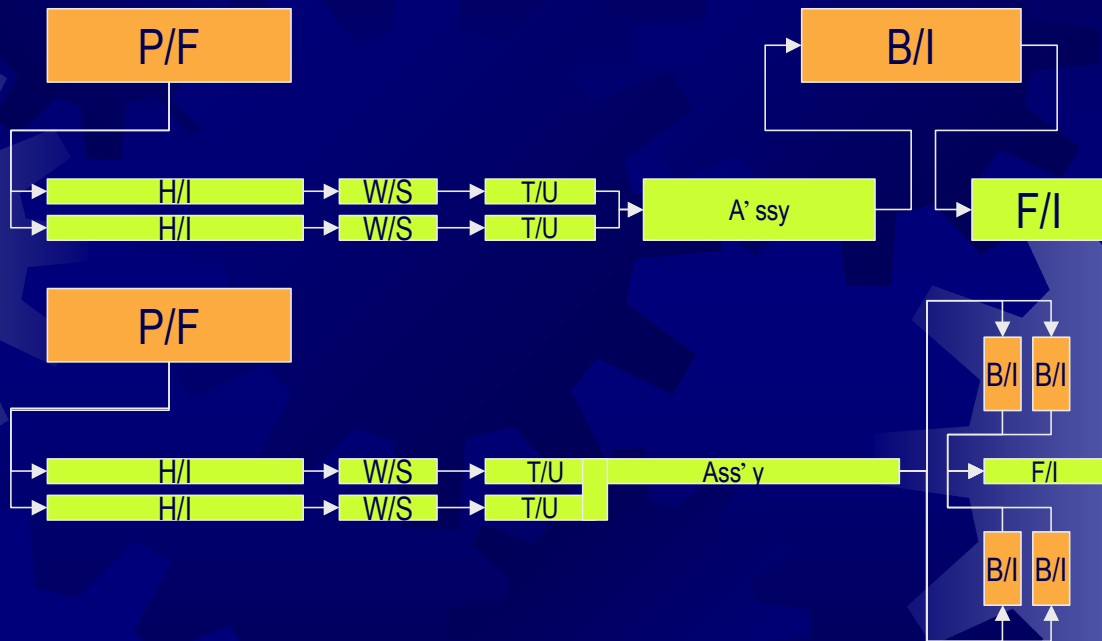 P/F
B/I
H/I W/S T/U
H/I W/S T/U
A’ ssy
F/I
P/F
B/I B/I
H/I W/S T/U Ass’ y F/I
H/I W/S T/U
B/I B/I